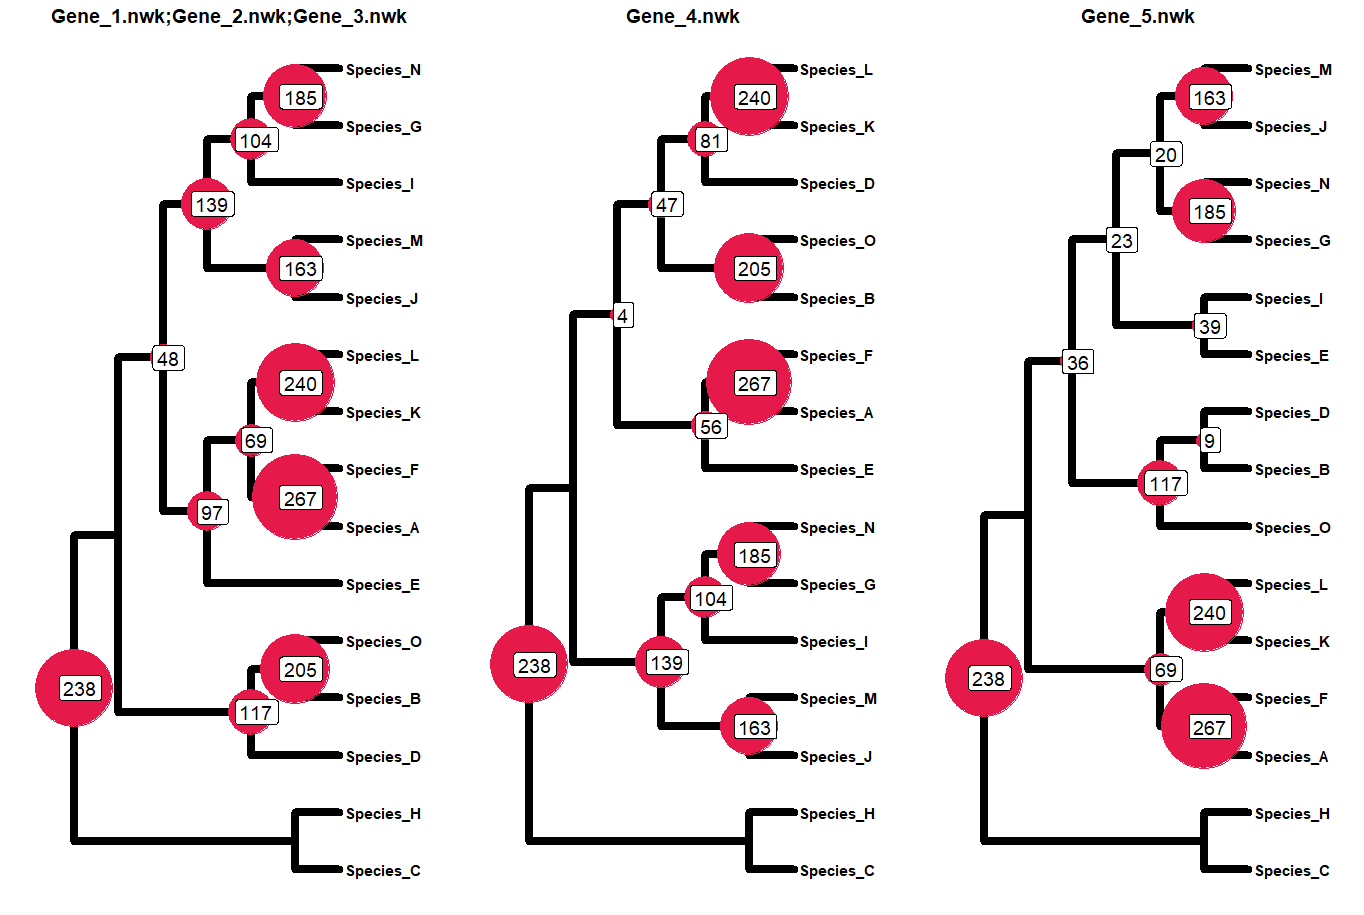 Gene_1.nwk;Gene_2.nwk;Gene_3.nwk
Species_N
185
Species_G
104
Species_I
139
Species_M
163
Species_J
48
Species_L
240
Species_K
69
Species_F
267
Species_A
97
Species_E
Species_O
205
Species_B
117
Species_D
238
Species_H
Species_C
Gene_4.nwk
Species_L
240
Species_K
81
Species_D
47
Species_O
205
Species_B
4
Species_F
267
Species_A
56
Species_E
Species_N
185
Species_G
104
Species_I
139
Species_M
163
Species_J
238
Species_H
Species_C
Gene_5.nwk
Species_M
163
Species_J
20
Species_N
185
Species_G
23
Species_I
39
Species_E
36
Species_D
9
Species_B
117
Species_O
Species_L
240
Species_K
69
Species_F
267
Species_A
238
Species_H
Species_C